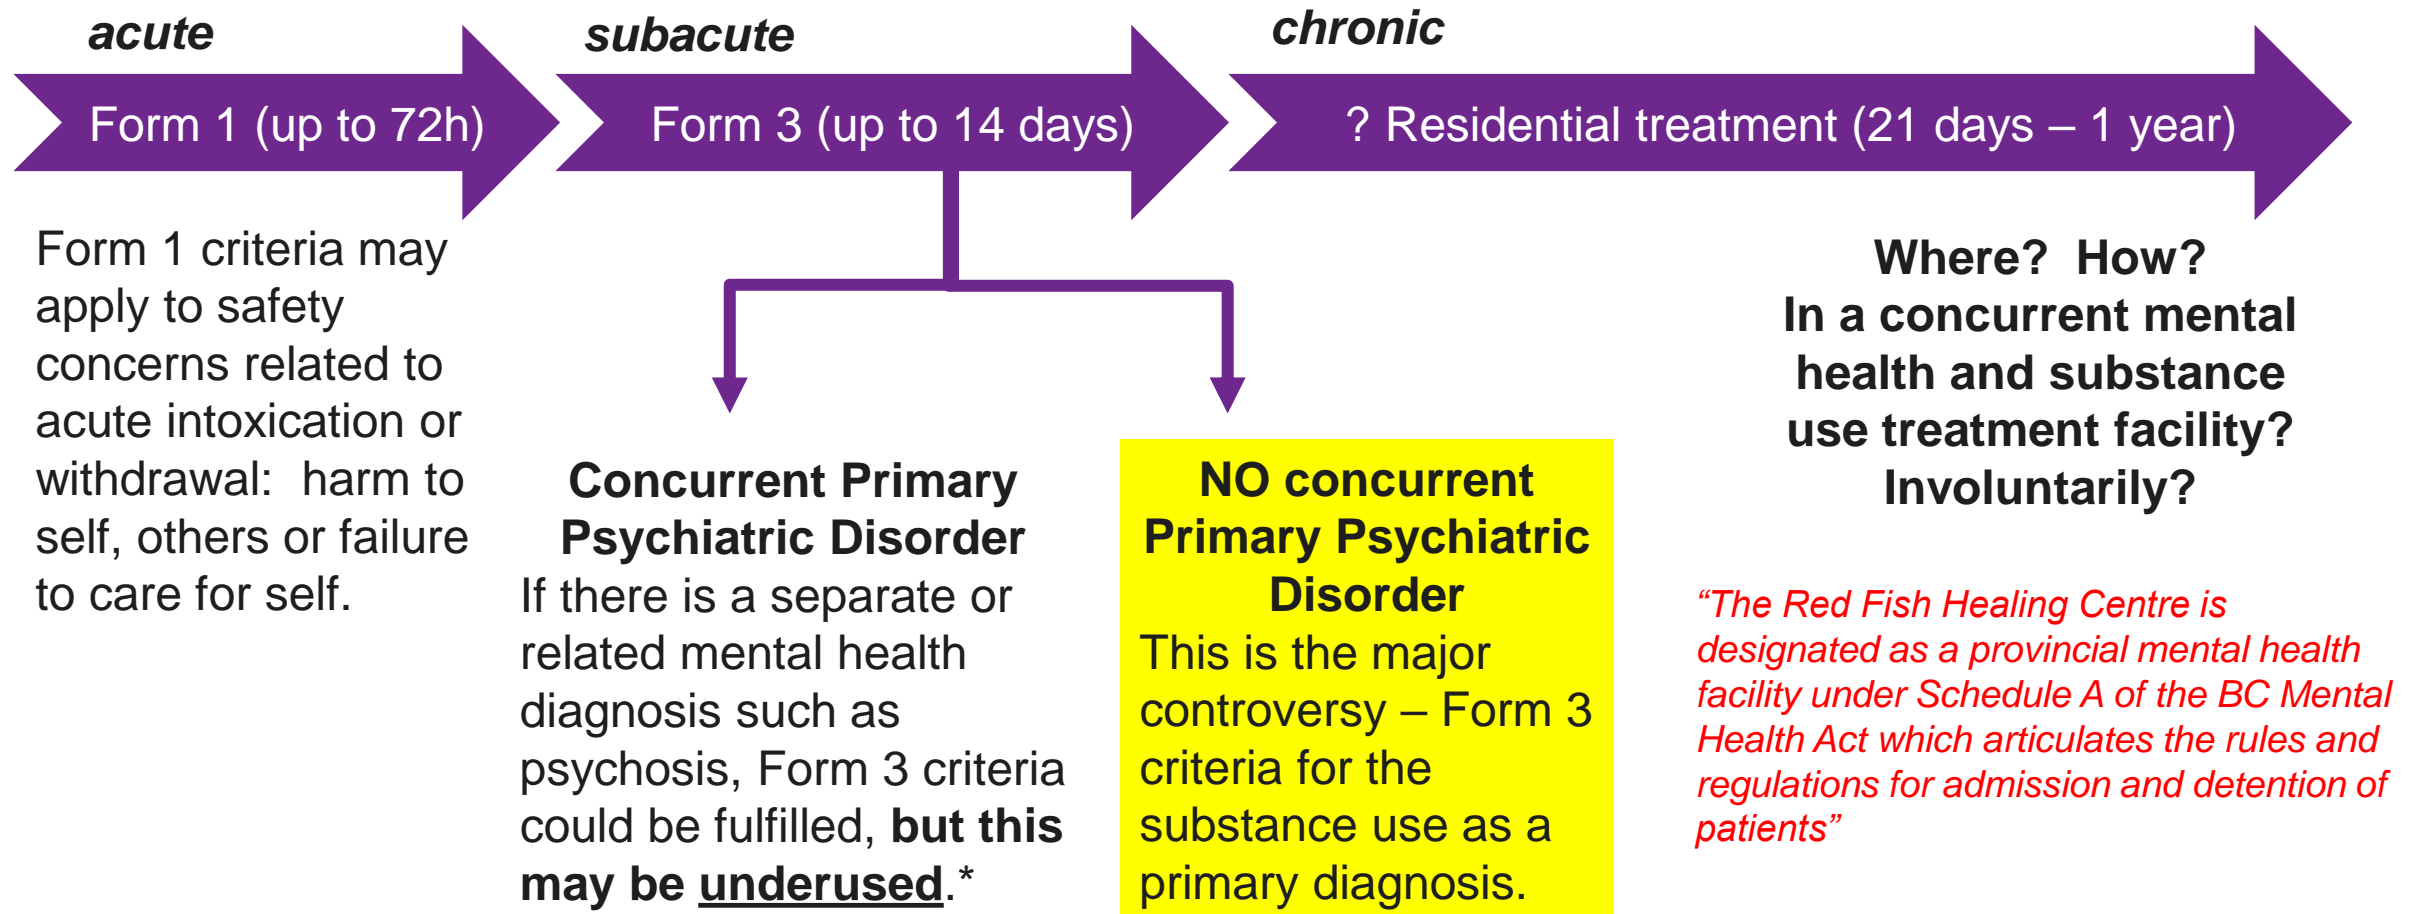 acute
subacute
chronic
Form 1 (up to 72h)
Form 3 (up to 14 days)
? Residential treatment (21 days – 1 year)
Form 1 criteria may
apply to safety
concerns related to
acute intoxication or
withdrawal:  harm to
self, others or failure
to care for self.
Concurrent Primary
Psychiatric Disorder
If there is a separate or
related mental health
diagnosis such as
psychosis, Form 3 criteria
could be fulfilled, but this
may be underused.*
NO concurrent
Primary Psychiatric
Disorder
This is the major
controversy – Form 3
criteria for the
substance use as a
primary diagnosis.
Where?  How?
In a concurrent mental
health and substance
use treatment facility?
Involuntarily?
“The Red Fish Healing Centre is
designated as a provincial mental health
facility under Schedule A of the BC Mental
Health Act which articulates the rules and
regulations for admission and detention of
patients”